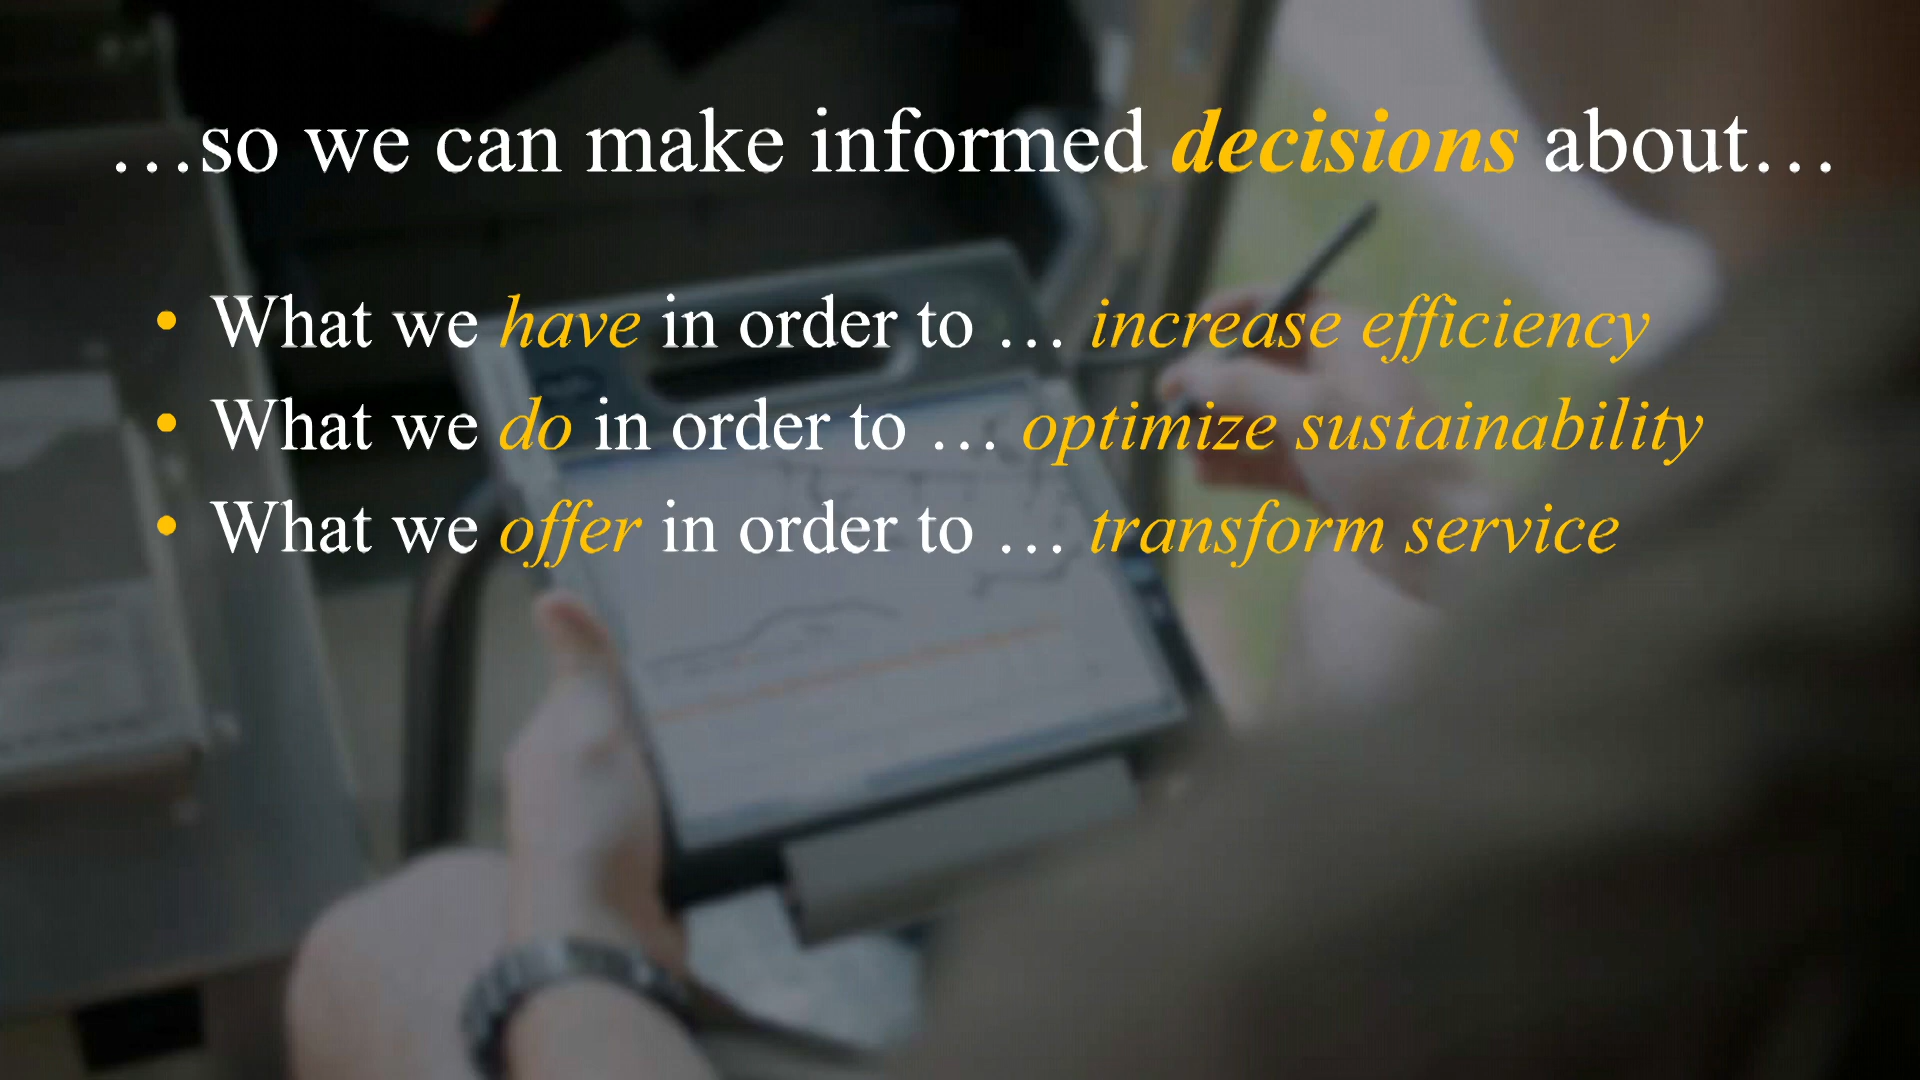 …so we can make informed decisions about…
• What we have in order to … increase efficiency
• What we do in order to … optimize sustainability
• What we offer in order to … transform service